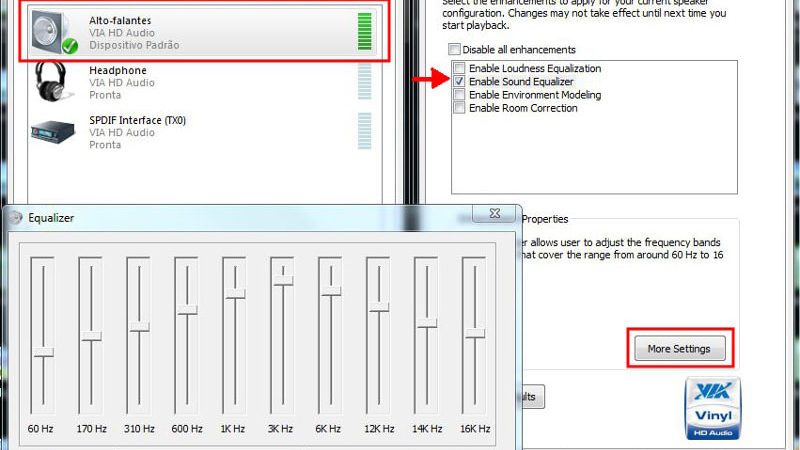 Alto-falantes
VIA HD Audio
Dispositivo Padrão
Headphone
VIA HD Audio
Pronta
SPDIF Interface (TX0)
VIA HD Audio
Pronta
Select the enhancements to apply for your current speaker
configuration. Changes may not take effect until next time you
start playback.
Disable all enhancements
Enable Loudness Equalization
Enable Sound Equalizer
Enable Environment Modeling
Enable Room Correction
Properties
allows user to adjust the frequency bands
hat cover the range from around 60 Hz to 16
More Settings
VIA
Vinyl
HD Audio
Equalizer
60 Hz 170 Hz 310 Hz 600 Hz 1K Hz 3K Hz 6K Hz 12K Hz 14K Hz 16K Hz